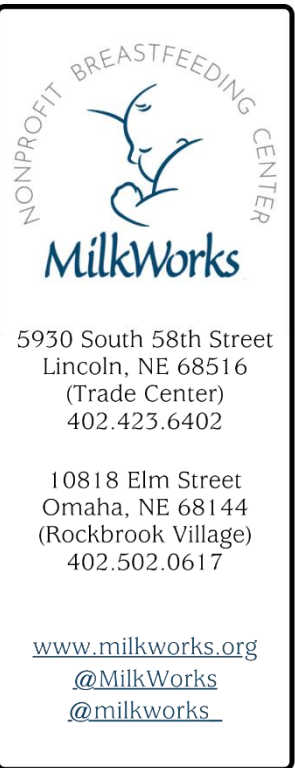 NONPROFIT BREASTFEEDING CENTER
MilkWorks
5930 South 58th Street
Lincoln, NE 68516
(Trade Center)
402.423.6402
10818 Elm Street
Omaha, NE 68144
(Rockbrook Village)
402.502.0617
www.milkworks.org
@MilkWorks
@milkworks_